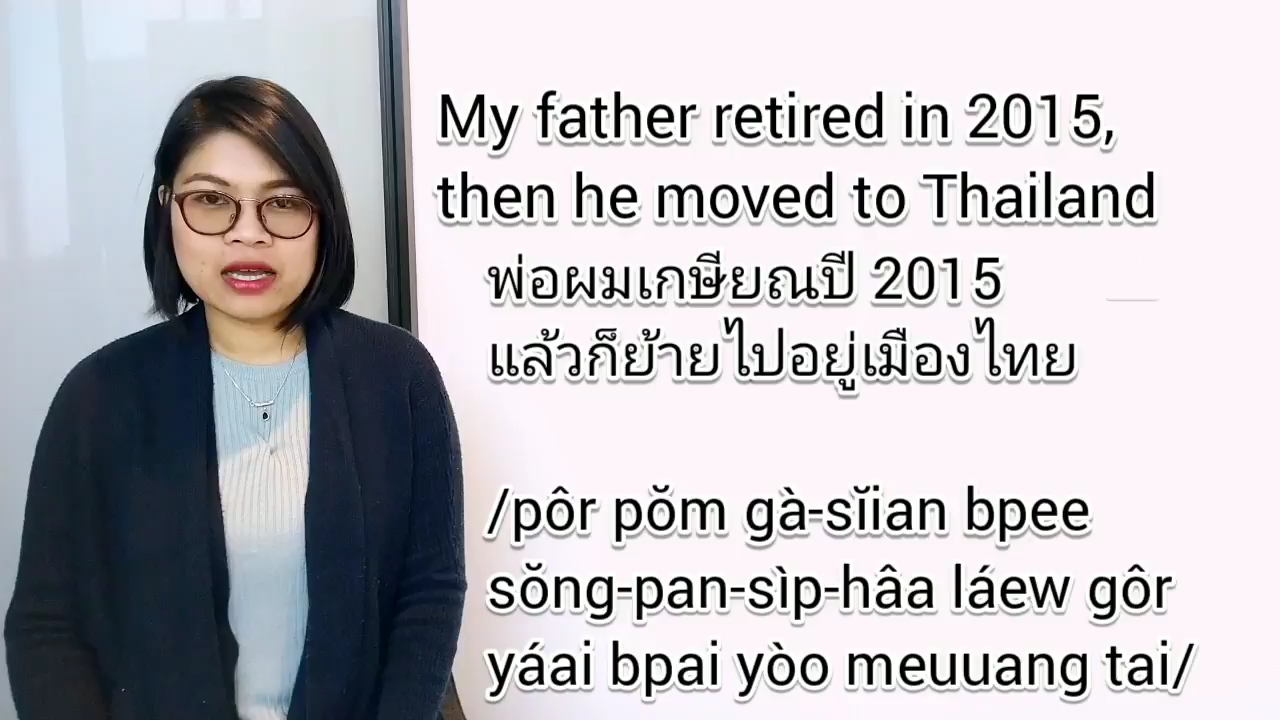 My father retired in 2015,
then he moved to Thailand
พ่อผมเกษียณปี 2015
แล้วก็ย้ายไปอยู่เมืองไทย
/pôr pŏm gà-sĭian bpee
sŏng-pan-sìp-hâa láew gôr
yáai bpai yòo meuuang tai/